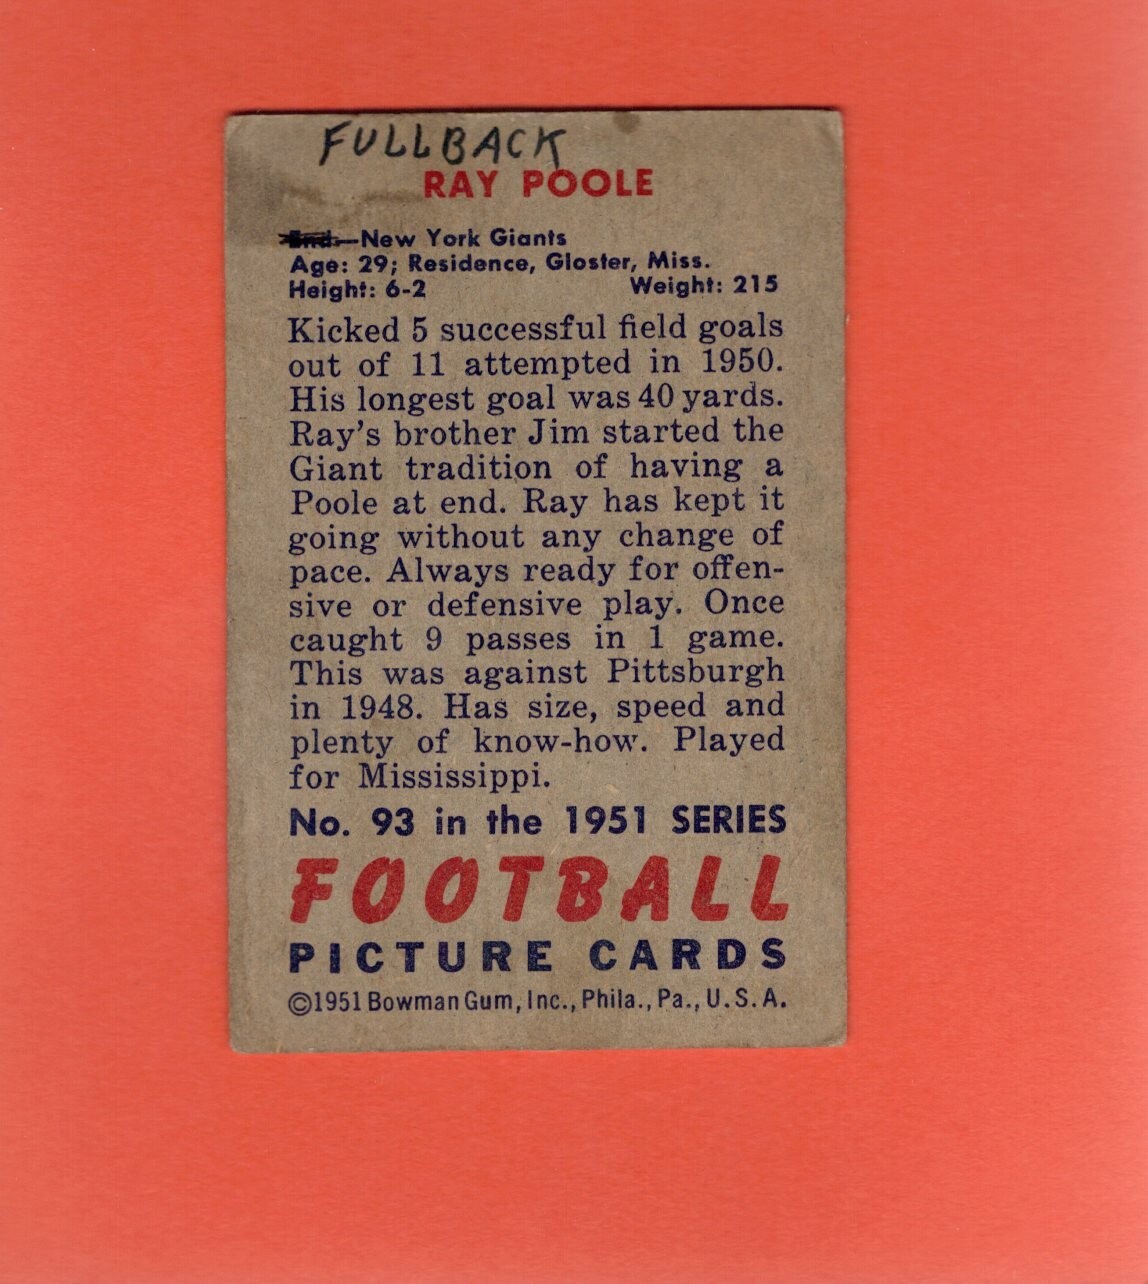 FULLBACK
RAY POOLE
End—New York Giants
Age: 29; Residence, Gloster, Miss.
Height: 6-2 Weight: 215
Kicked 5 successful field goals
out of 11 attempted in 1950.
His longest goal was 40 yards.
Ray's brother Jim started the
Giant tradition of having a
Poole at end. Ray has kept it
going without any change of
pace. Always ready for offen-
sive or defensive play. Once
caught 9 passes in 1 game.
This was against Pittsburgh
in 1948. Has size, speed and
plenty of know-how. Played
for Mississippi.
No. 93 in the 1951 SERIES
FOOTBALL
PICTURE CARDS
©1951 Bowman Gum, Inc., Phila., Pa., U.S.A.